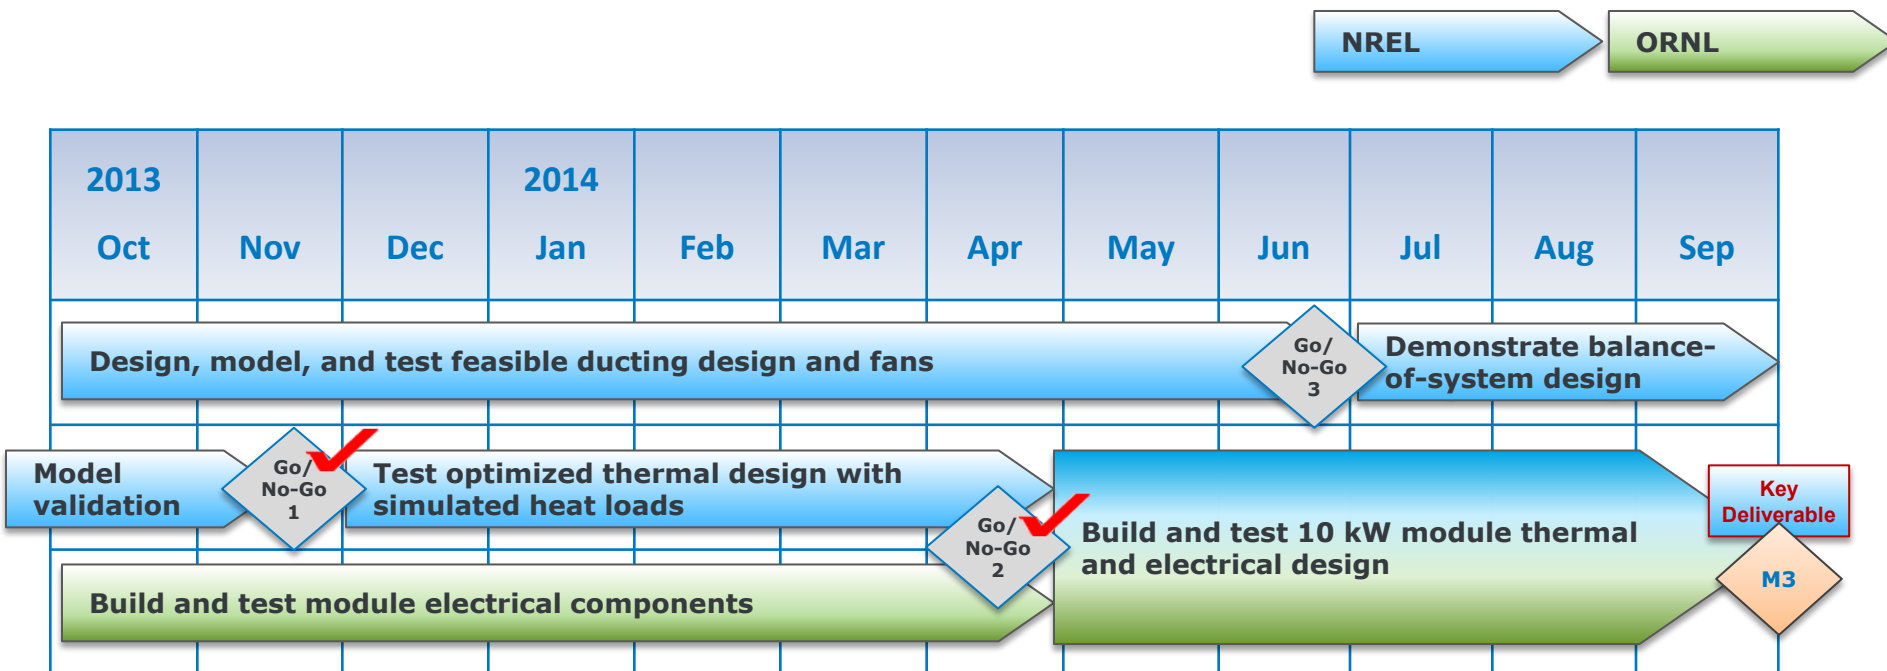 NREL
ORNL
2013
2014
Oct
Nov
Dec
Jan
Feb
Mar
Apr
May
Jun
Jul
Aug
Sep
Design, model, and test feasible ducting design and fans
Go/
No-Go
3
Demonstrate balance-
of-system design
Model
validation
Go/
No-Go
1
Test optimized thermal design with
simulated heat loads
Go/
No-Go
2
Build and test 10 kW module thermal
and electrical design
Key
Deliverable
M3
Build and test module electrical components